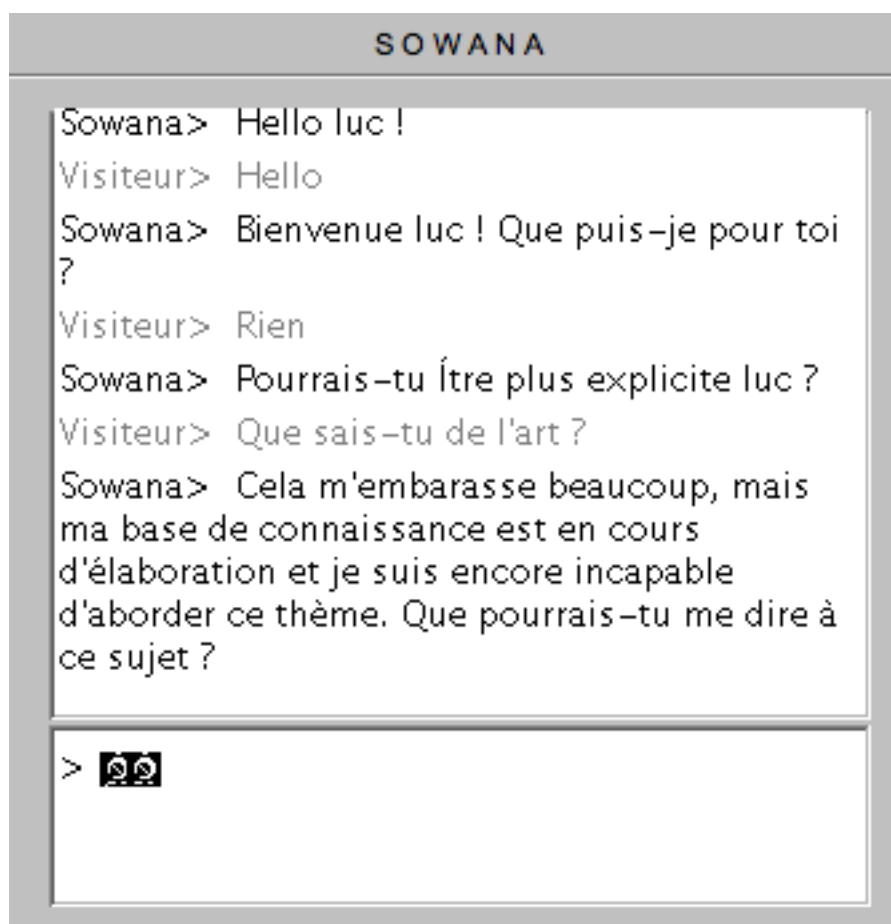 SOWANA
Sowana> Hello luc !
Visiteur> Hello
Sowana> Bienvenue luc ! Que puis-je pour toi
?
Visiteur> Rien
Sowana> Pourrais-tu Ítre plus explicite luc ?
Visiteur> Que sais-tu de l'art ?
Sowana> Cela m'embarasse beaucoup, mais
ma base de connaissance est en cours
d'élaboration et je suis encore incapable
d'aborder ce thème. Que pourrais-tu me dire à
ce sujet ?
>